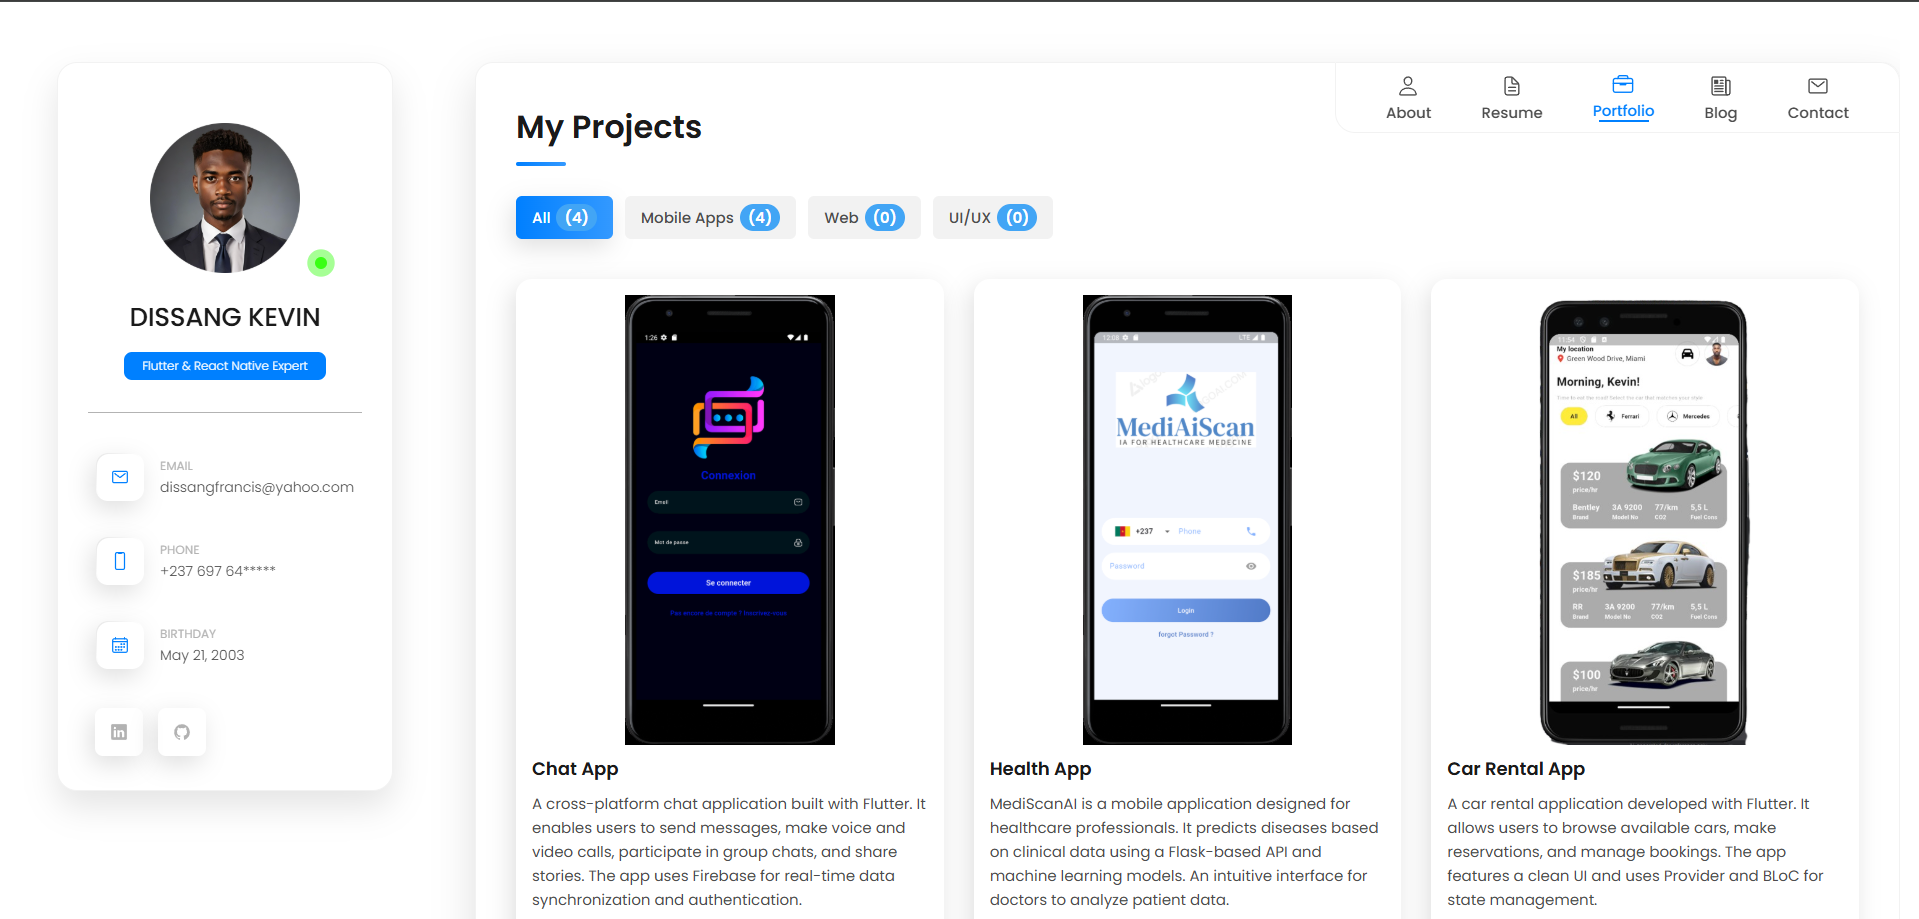 DISSANG KEVIN
Flutter & React Native Expert
EMAIL
dissangfrancis@yahoo.com
PHONE
+237 697 64*****
BIRTHDAY
May 21, 2003
About
Resume
Portfolio
Blog
Contact
My Projects
All (4)
Mobile Apps (4)
Web (0)
UI/UX (0)
1:26
Connexion
Email
Mot de passe
Se connecter
Pas encore de compte ? Inscrivez-vous
Chat App
A cross-platform chat application built with Flutter. It
enables users to send messages, make voice and
video calls, participate in group chats, and share
stories. The app uses Firebase for real-time data
synchronization and authentication.
12:08
LTE
MediAiScan
IA FOR HEALTHCARE MEDECINE
+237
Phone
Password
Login
forgot Password ?
Health App
MediScanAI is a mobile application designed for
healthcare professionals. It predicts diseases based
on clinical data using a Flask-based API and
machine learning models. An intuitive interface for
doctors to analyze patient data.
11:54
My location
Green Wood Drive, Miami
Morning, Kevin!
All
Ferrari
Mercedes
$120
price/hr
Bentley 3A 9200 77/km 5,5 L
Brand Model No CO2 Fuel Cons
$185
price/hr
RR 3A 9200 77/km 5,5 L
Brand Model No CO2 Fuel Cons
$100
price/hr
Car Rental App
A car rental application developed with Flutter. It
allows users to browse available cars, make
reservations, and manage bookings. The app
features a clean UI and uses Provider and BLoC for
state management.